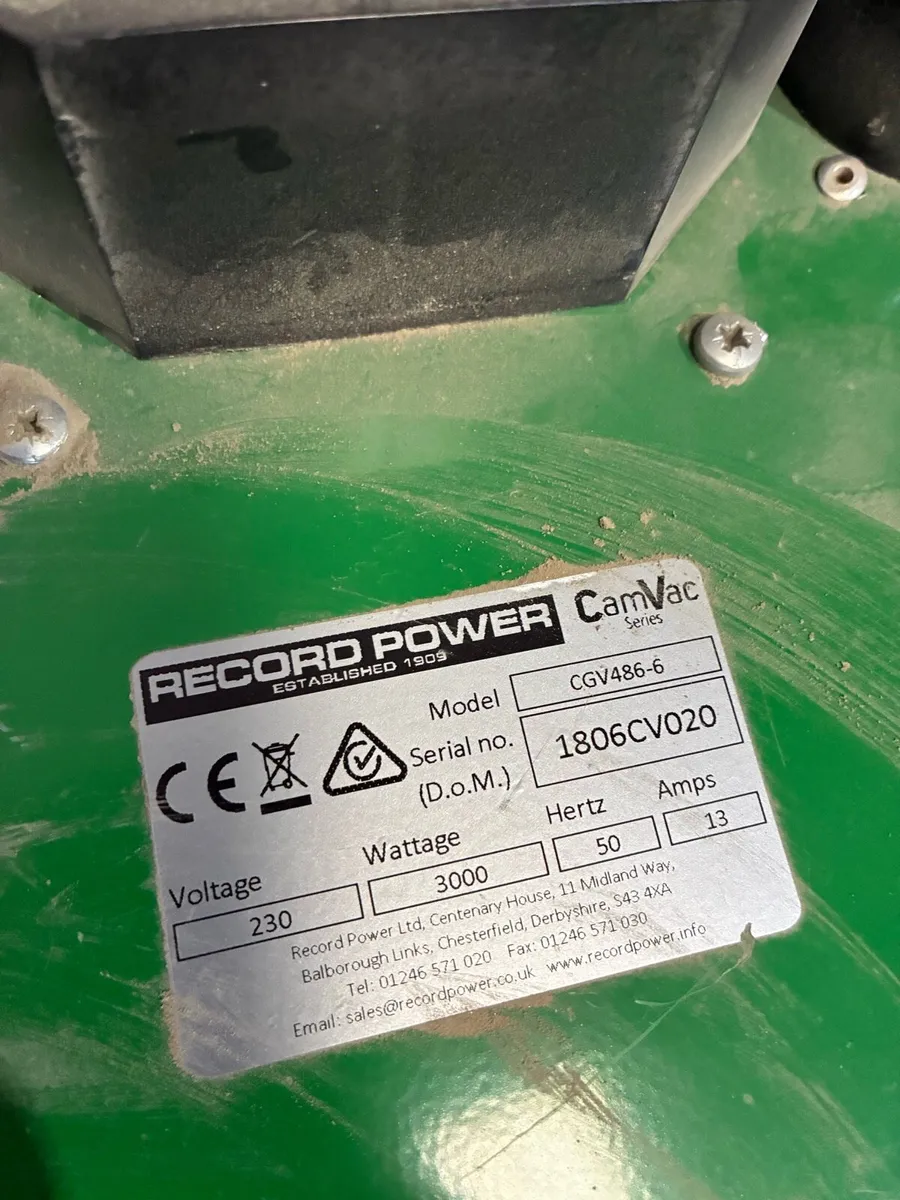 RECORD POWER
ESTABLISHED 1909
CamVac
Series
Model CGV486-6
Serial no. 1806CV020
(D.o.M.)
Voltage Wattage Hertz Amps
230 3000 50 13
Record Power Ltd, Centenary House, 11 Midland Way,
Balborough Links, Chesterfield, Derbyshire, S43 4XA
Tel: 01246 571 020 Fax: 01246 571 030
Email: sales@recordpower.co.uk www.recordpower.info